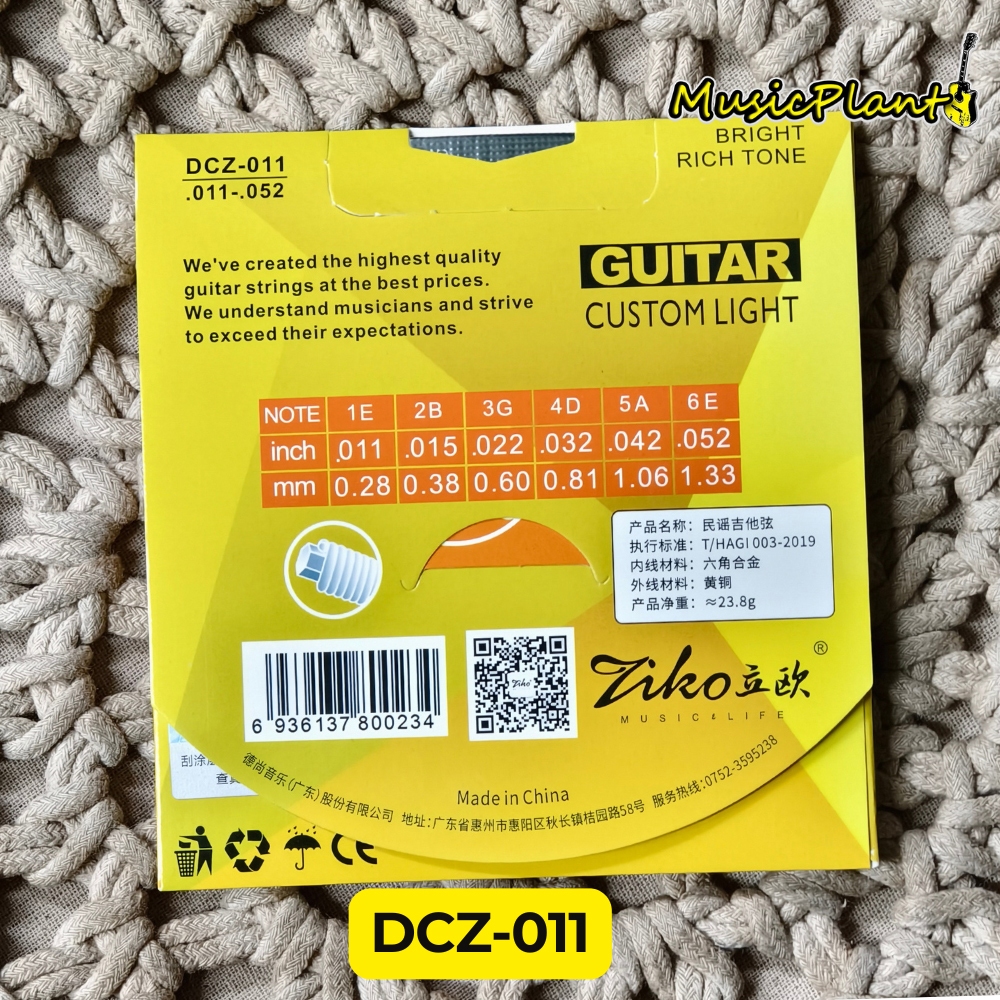 MusicPlant
DCZ-011
.011-.052
BRIGHT
RICH TONE
We've created the highest quality
guitar strings at the best prices.
We understand musicians and strive
to exceed their expectations.
GUITAR
CUSTOM LIGHT
NOTE 1E 2B 3G 4D 5A 6E
inch .011 .015 .022 .032 .042 .052
mm 0.28 0.38 0.60 0.81 1.06 1.33
产品名称：民谣吉他弦
执行标准：T/HAGI 003-2019
内线材料：六角合金
外线材料：黄铜
产品净重：≈23.8g
6 936137 800234
Ziko
Ziko立欧®
MUSIC & LIFE
刮涂
查
德尚音乐(广东)股份有限公司 地址:广东省惠州市惠阳区秋长镇桔园路58号 服务热线:0752-3595238
Made in China
CE
DCZ-011